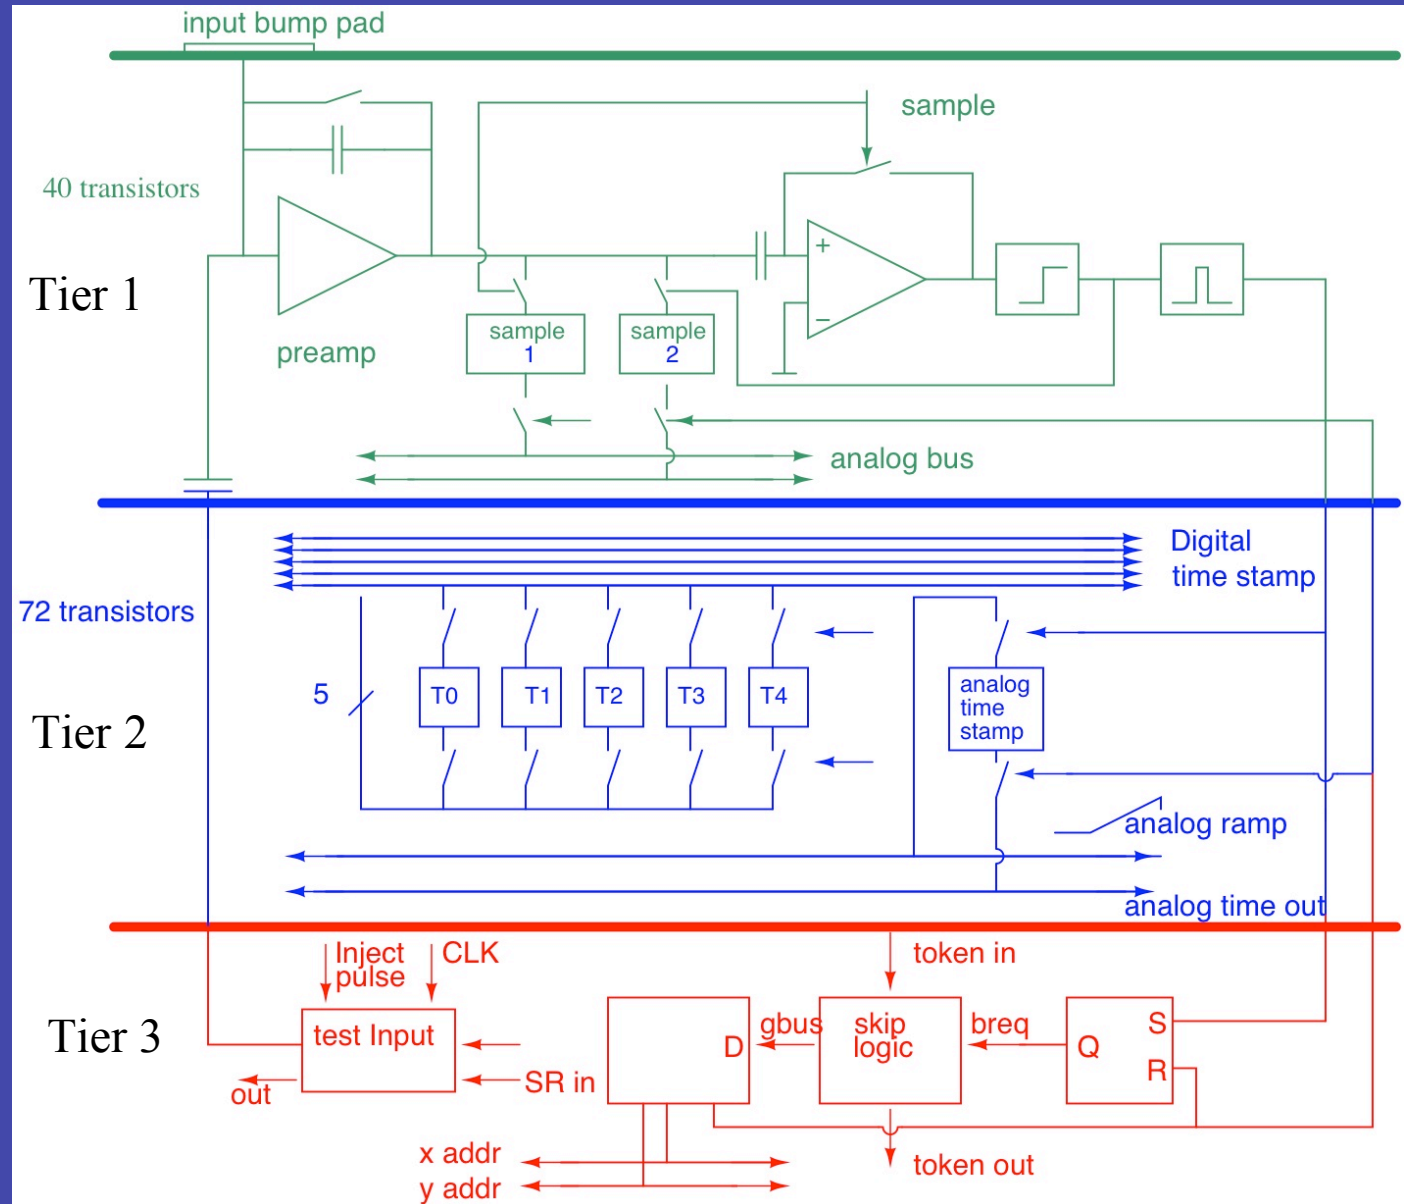 input bump pad
sample
40 transistors
+
Tier 1
sample
1
sample
2
−
preamp
analog bus
Digital
time stamp
72 transistors
5
T0
T1
T2
T3
T4
analog
time
stamp
Tier 2
analog ramp
analog time out
Inject
pulse
CLK
token in
Tier 3
test Input
D
gbus
skip
logic
breq
Q
S
R
SR in
out
x addr
y addr
token out